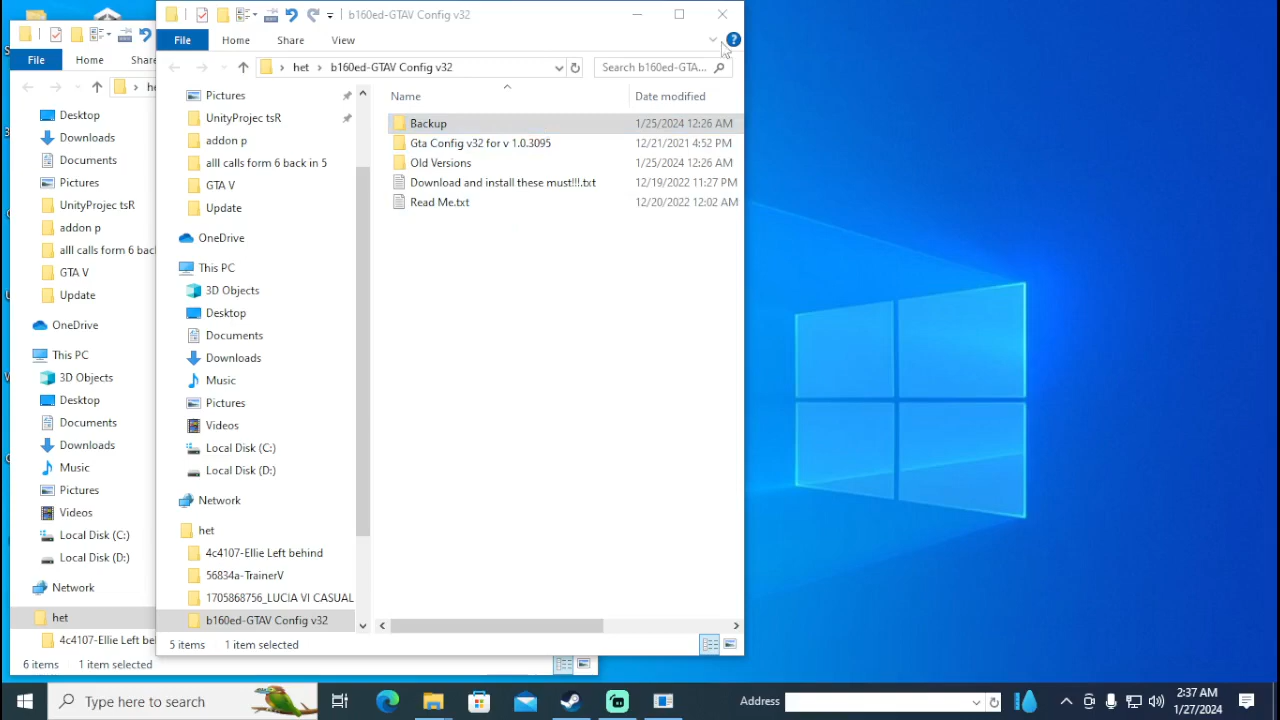 b160ed-GTAV Config v32
File
Home
Share
View
het
b160ed-GTAV Config v32
Search b160ed-GTA...
Name
Date modified
Backup
1/25/2024 12:26 AM
Gta Config v32 for v 1.0.3095
12/21/2021 4:52 PM
Old Versions
1/25/2024 12:26 AM
Download and install these must!!!.txt
12/19/2022 11:27 PM
Read Me.txt
12/20/2022 12:02 AM
Pictures
UnityProjec tsR
addon p
alll calls form 6 back in 5
GTA V
Update
OneDrive
This PC
3D Objects
Desktop
Documents
Downloads
Music
Pictures
Videos
Local Disk (C:)
Local Disk (D:)
Network
het
4c4107-Ellie Left behind
56834a-TrainerV
1705868756_LUCIA VI CASUAL
b160ed-GTAV Config v32
5 items
1 item selected
File
Home
Share
Desktop
Downloads
Documents
Pictures
UnityProjec tsR
addon p
alll calls form 6 bac
GTA V
Update
OneDrive
This PC
3D Objects
Desktop
Documents
Downloads
Music
Pictures
Videos
Local Disk (C:)
Local Disk (D:)
Network
het
4c4107-Ellie Left be
6 items
1 item selected
Type here to search
Address
2:37 AM
1/27/2024